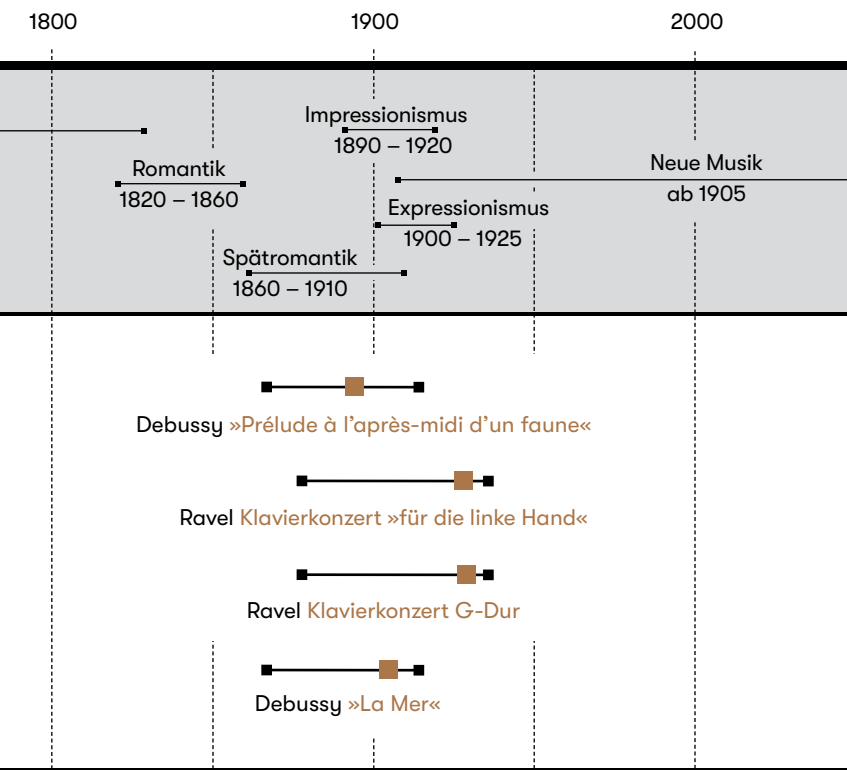 1800 1900 2000
Impressionismus
1890 – 1920
Romantik
1820 – 1860
Neue Musik
ab 1905
Expressionismus
1900 – 1925
Spätromantik
1860 – 1910
Debussy »Prélude à l’après-midi d’un faune«
Ravel Klavierkonzert »für die linke Hand«
Ravel Klavierkonzert G-Dur
Debussy »La Mer«